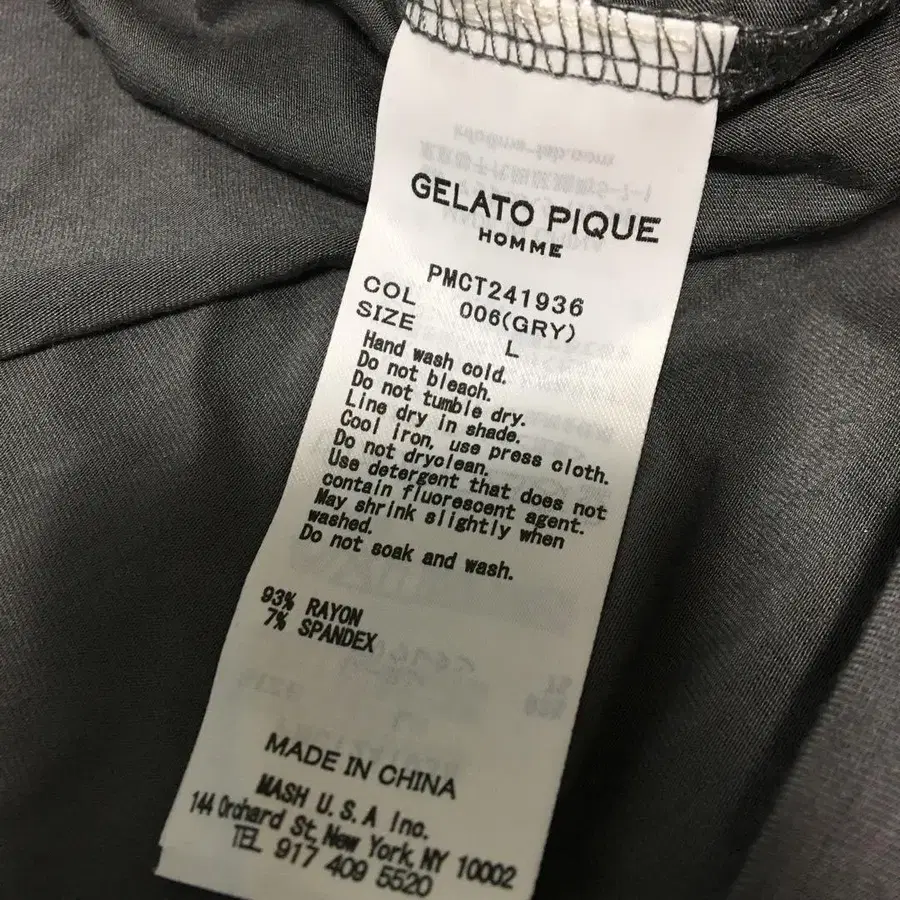 GELATO PIQUE
HOMME
PMCT241936
COL 006(GRY)
SIZE L
Hand wash cold.
Do not bleach.
Do not tumble dry.
Line dry in shade.
Cool iron, use press cloth.
Do not dryclean.
Use detergent that does not
contain fluorescent agent.
May shrink slightly when
washed.
Do not soak and wash.
93% RAYON
7% SPANDEX
MADE IN CHINA
MASH U.S.A Inc.
144 Orchard St, New York, NY 10002
TEL 917 409 5520